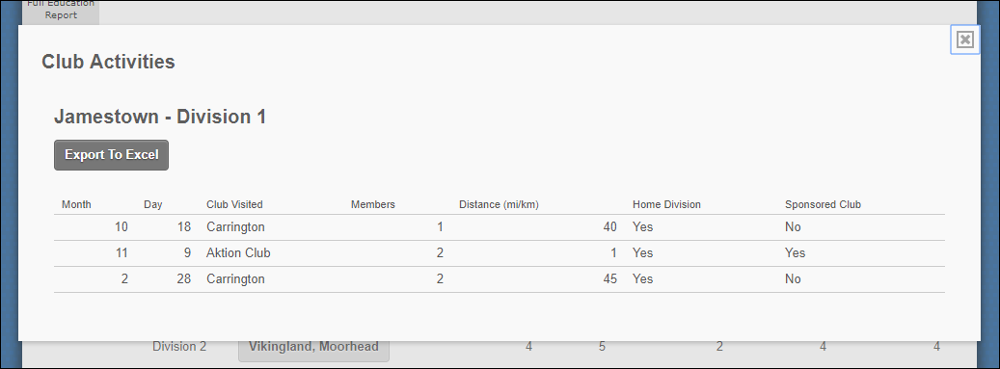 Full Education
Report
Club Activities
Jamestown - Division 1
Export To Excel
Month Day Club Visited Members Distance (mi/km) Home Division Sponsored Club
10 18 Carrington 1 40 Yes No
11 9 Aktion Club 2 1 Yes Yes
2 28 Carrington 2 45 Yes No
Division 2 Vikingland, Moorhead 4 5 2 4 4